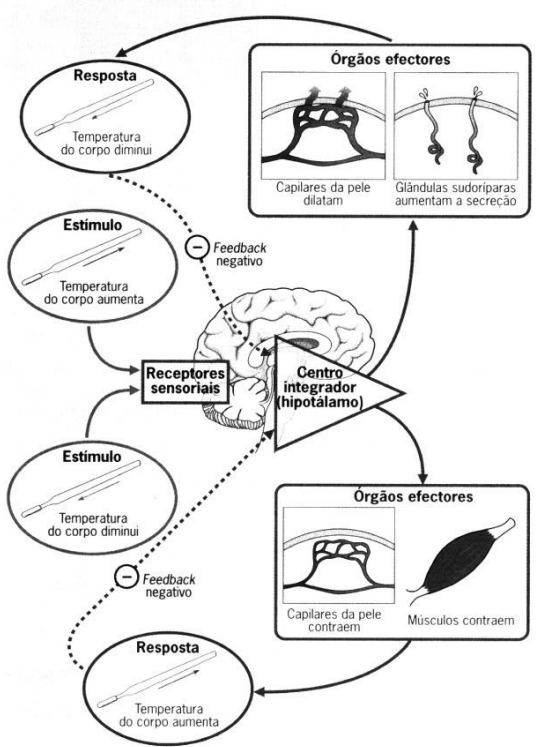 Resposta
Temperatura
do corpo diminui
Órgãos efectores
Capilares da pele
dilatam
Glândulas sudoríparas
aumentam a secreção
Feedback
negativo
Estímulo
Temperatura
do corpo aumenta
Receptores
sensoriais
Centro
integrador
(hipotálamo)
Estímulo
Temperatura
do corpo diminui
Órgãos efectores
Capilares da pele
contraem
Músculos contraem
Feedback
negativo
Resposta
Temperatura
do corpo aumenta